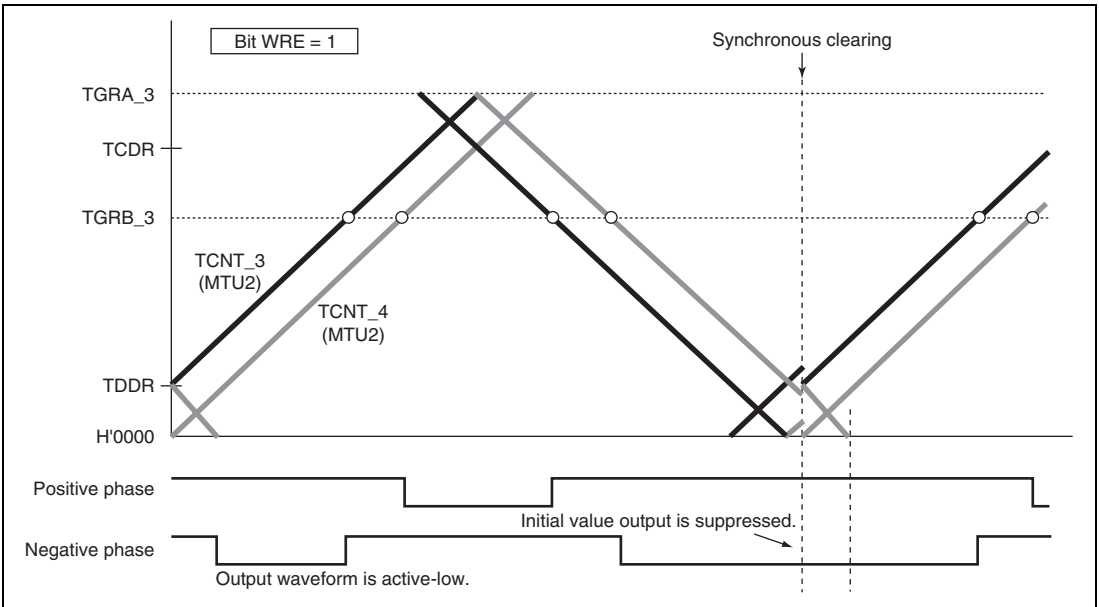 Bit WRE = 1
Synchronous clearing
TGRA_3
TCDR
TGRB_3
TCNT_3
(MTU2)
TCNT_4
(MTU2)
TDDR
H'0000
Positive phase
Initial value output is suppressed.
Negative phase
Output waveform is active-low.